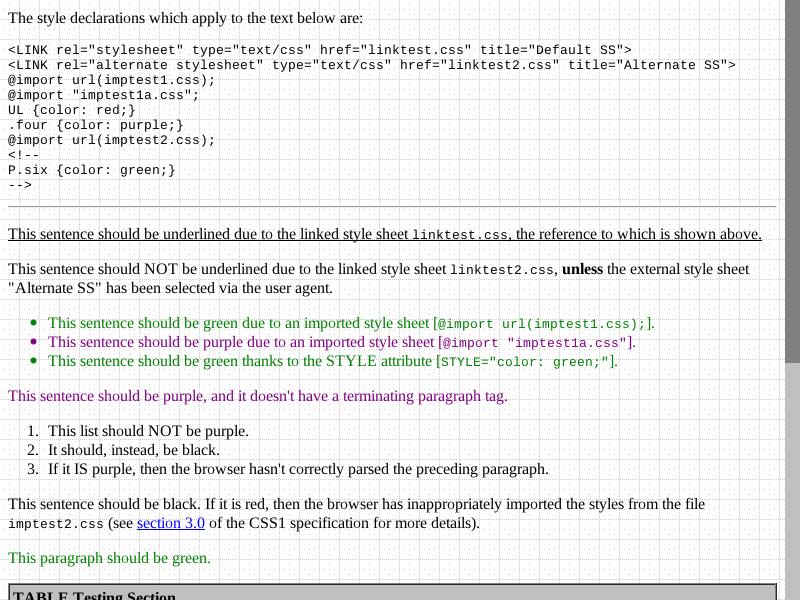 The style declarations which apply to the text below are:
<LINK rel="stylesheet" type="text/css" href="linktest.css" title="Default SS">
<LINK rel="alternate stylesheet" type="text/css" href="linktest2.css" title="Alternate SS">
@import url(imptest1.css);
@import "imptest1a.css";
UL {color: red;}
.four {color: purple;}
@import url(imptest2.css);
<!--
P.six {color: green;}
-->
This sentence should be underlined due to the linked style sheet linktest.css, the reference to which is shown above.
This sentence should NOT be underlined due to the linked style sheet linktest2.css, unless the external style sheet
"Alternate SS" has been selected via the user agent.
• This sentence should be green due to an imported style sheet [@import url(imptest1.css);].
• This sentence should be purple due to an imported style sheet [@import "imptest1a.css"].
• This sentence should be green thanks to the STYLE attribute [STYLE="color: green;"].
This sentence should be purple, and it doesn't have a terminating paragraph tag.
1. This list should NOT be purple.
2. It should, instead, be black.
3. If it IS purple, then the browser hasn't correctly parsed the preceding paragraph.
This sentence should be black. If it is red, then the browser has inappropriately imported the styles from the file
imptest2.css (see section 3.0 of the CSS1 specification for more details).
This paragraph should be green.
TABLE Testing Section